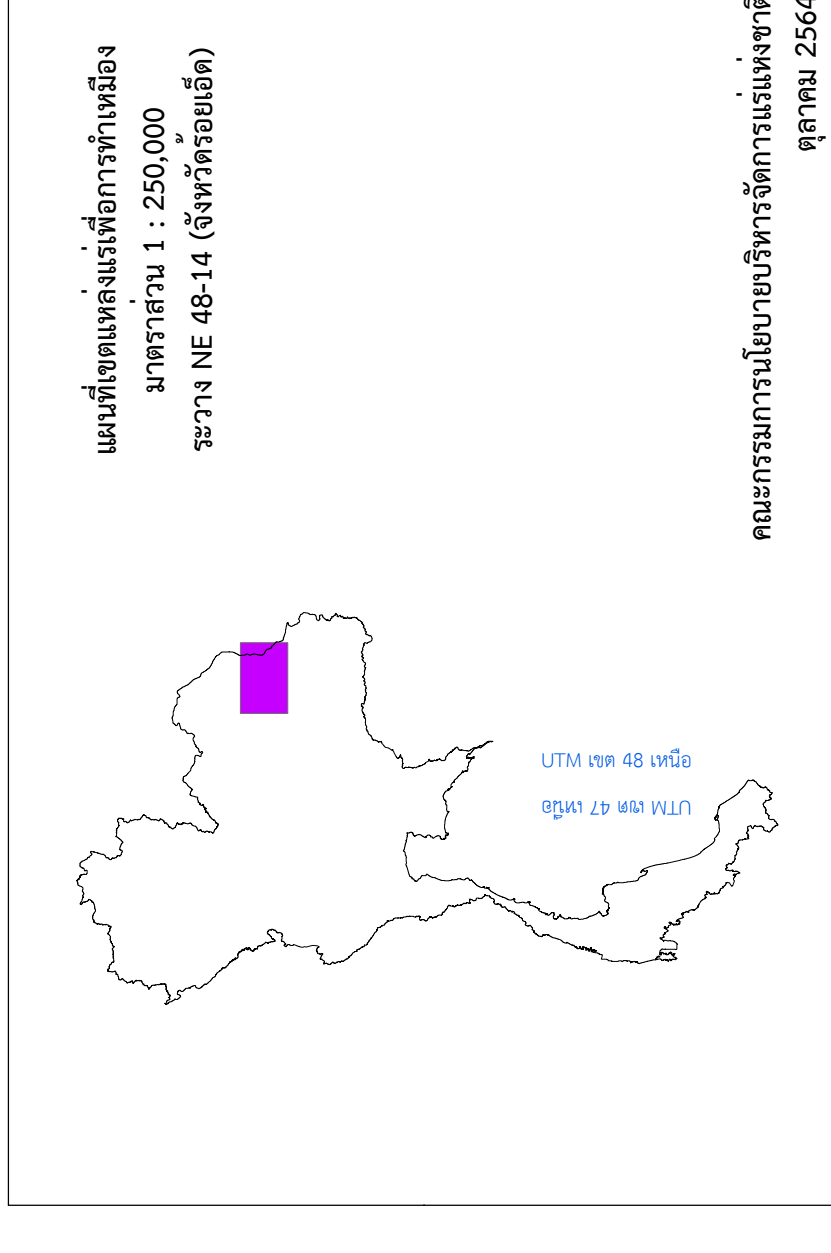 แผนที่เขตแหล่งแร่เพื่อการทำเหมือง
มาตราส่วน 1 : 250,000
ระวาง NE 48-14 (จังหวัดร้อยเอ็ด)
UTM เขต 48 เหนือ
UTM เขต 47 เหนือ
คณะกรรมการนโยบายบริหารจัดการแร่แห่งชาติ
ตุลาคม 2564